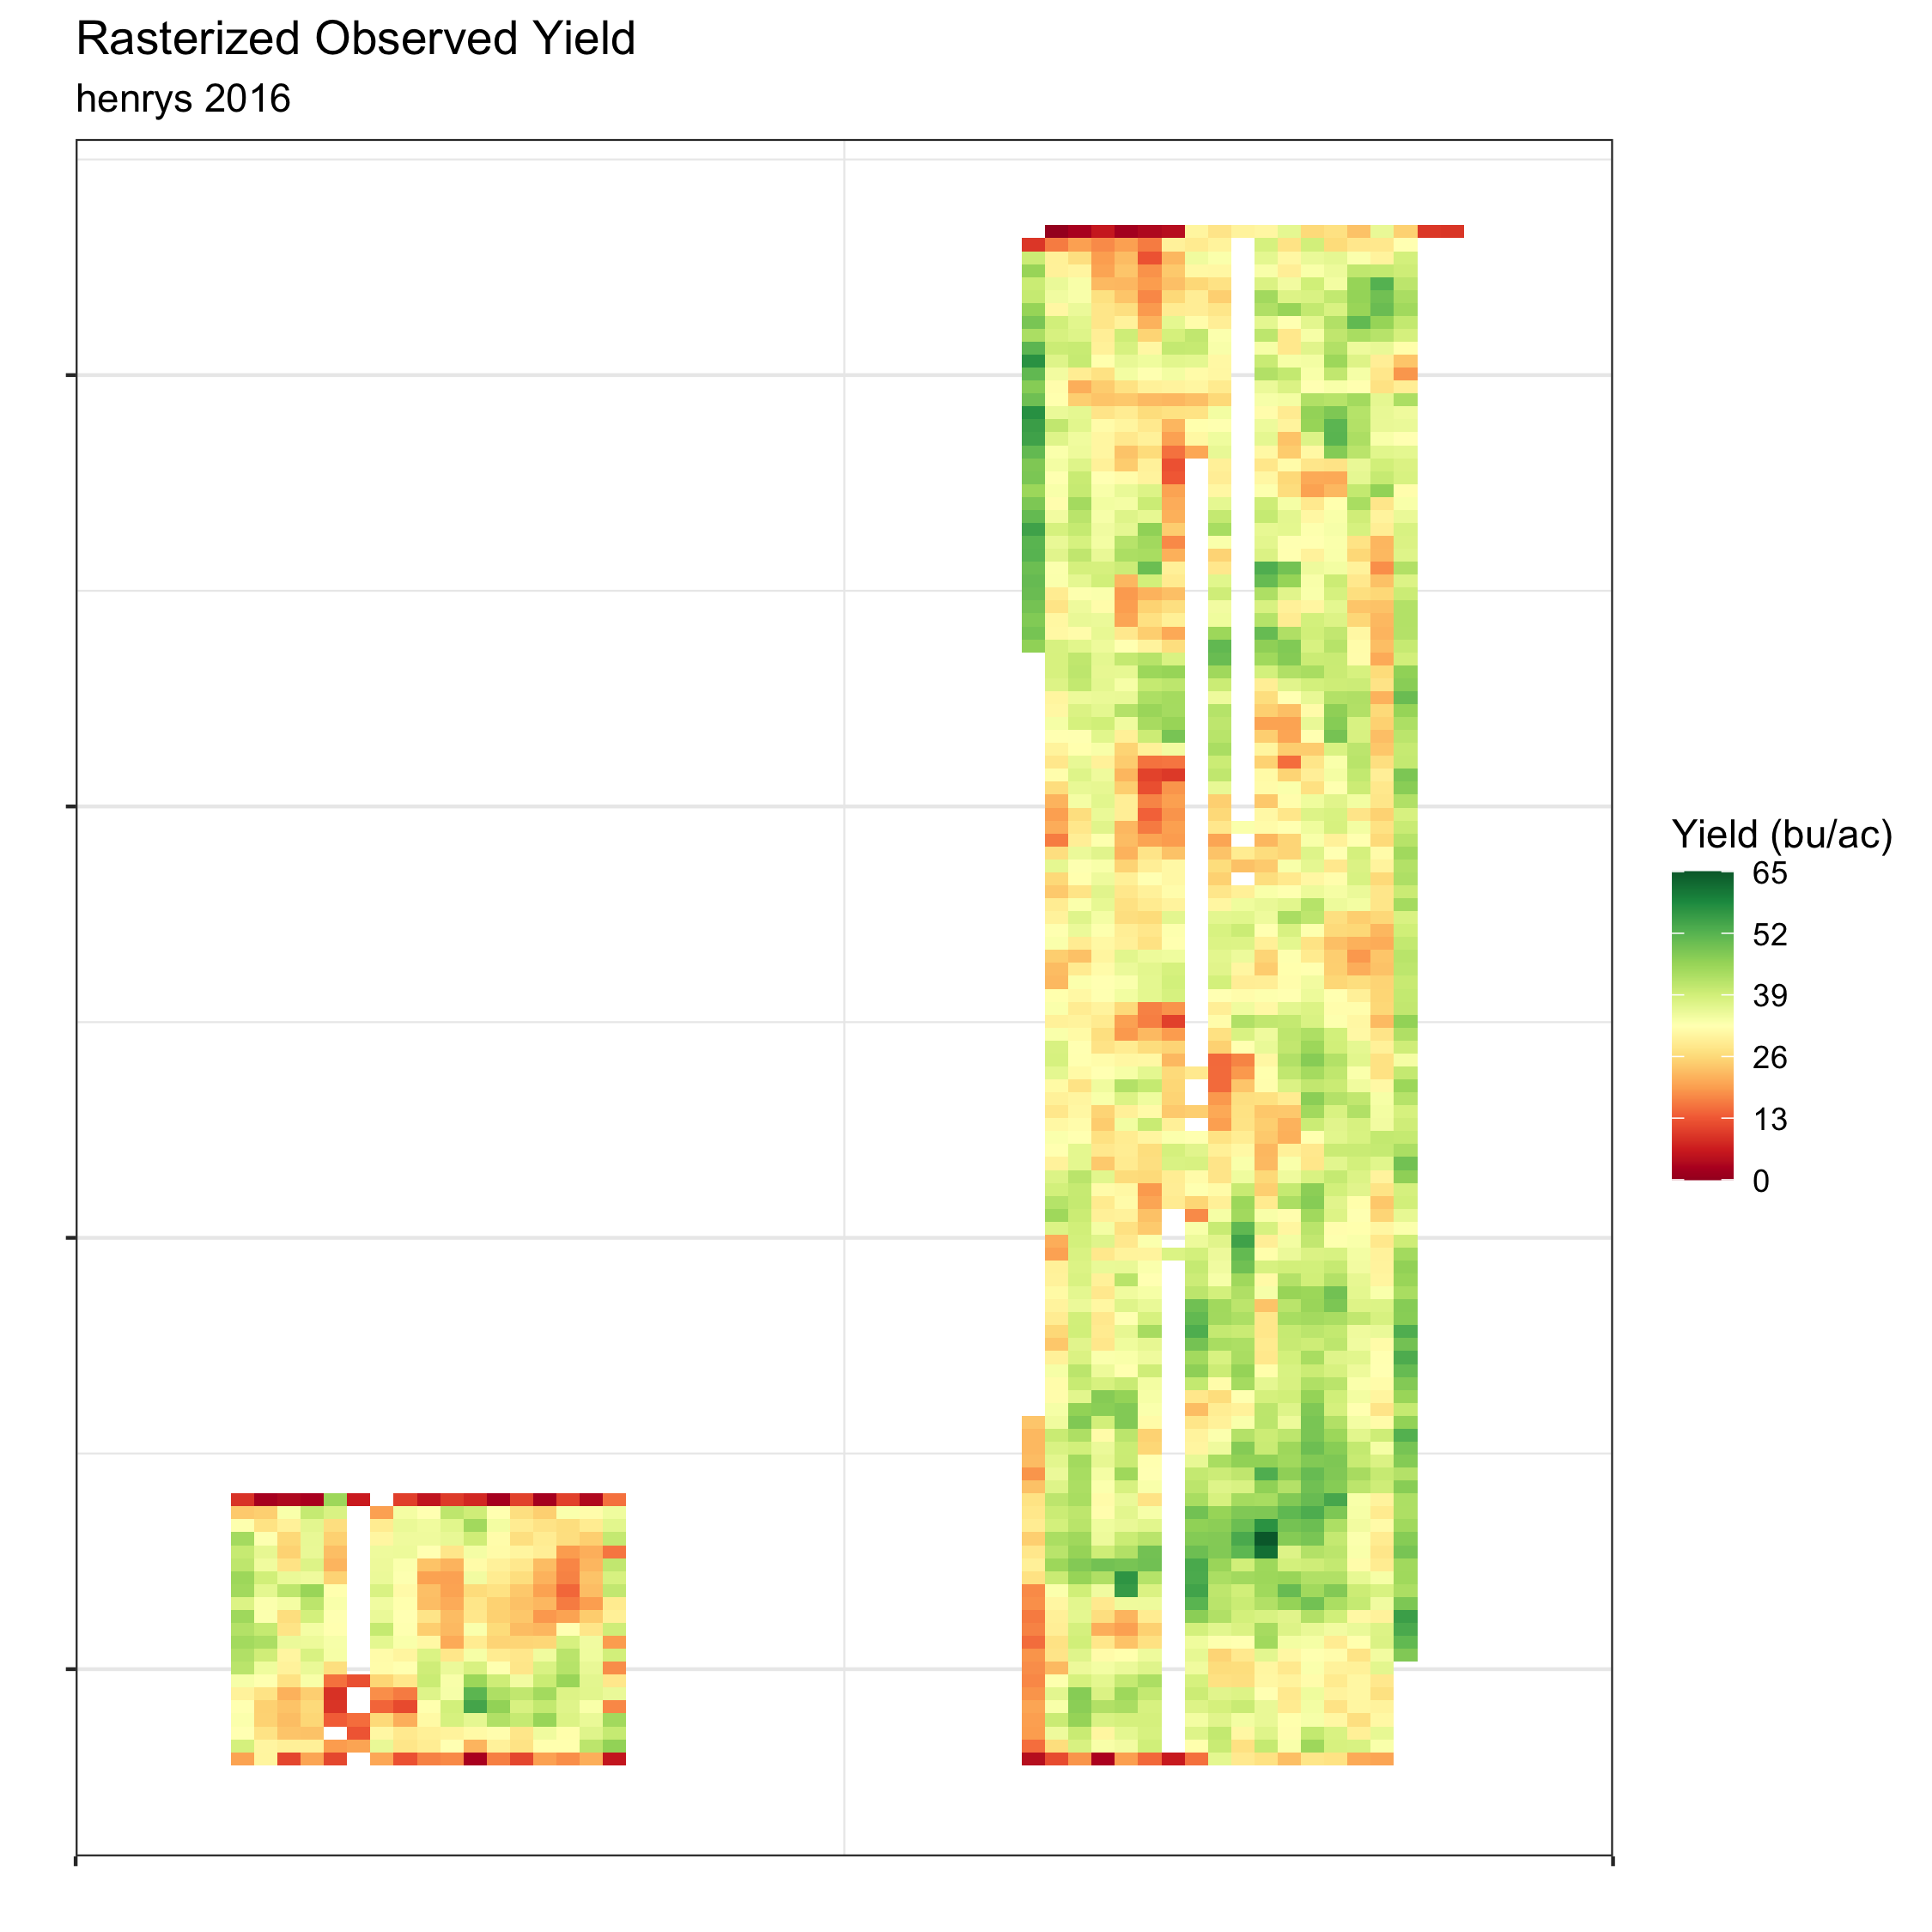 Rasterized Observed Yield
henrys 2016
Yield (bu/ac)
65
52
39
26
13
0